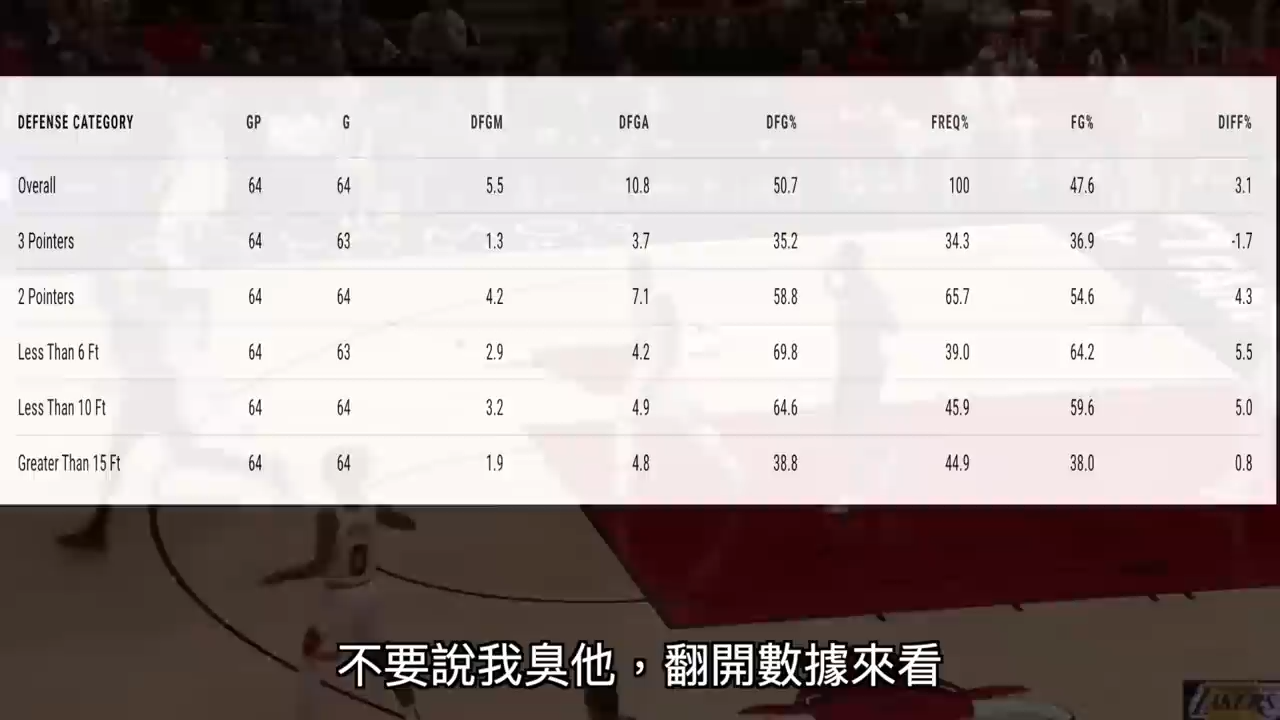 DEFENSE CATEGORY GP G DFGM DFGA DFG% FREQ% FG% DIFF%
Overall 64 64 5.5 10.8 50.7 100 47.6 3.1
3 Pointers 64 63 1.3 3.7 35.2 34.3 36.9 -1.7
2 Pointers 64 64 4.2 7.1 58.8 65.7 54.6 4.3
Less Than 6 Ft 64 63 2.9 4.2 69.8 39.0 64.2 5.5
Less Than 10 Ft 64 64 3.2 4.9 64.6 45.9 59.6 5.0
Greater Than 15 Ft 64 64 1.9 4.8 38.8 44.9 38.0 0.8
0
不要說我臭他，翻開數據來看
LAKERS